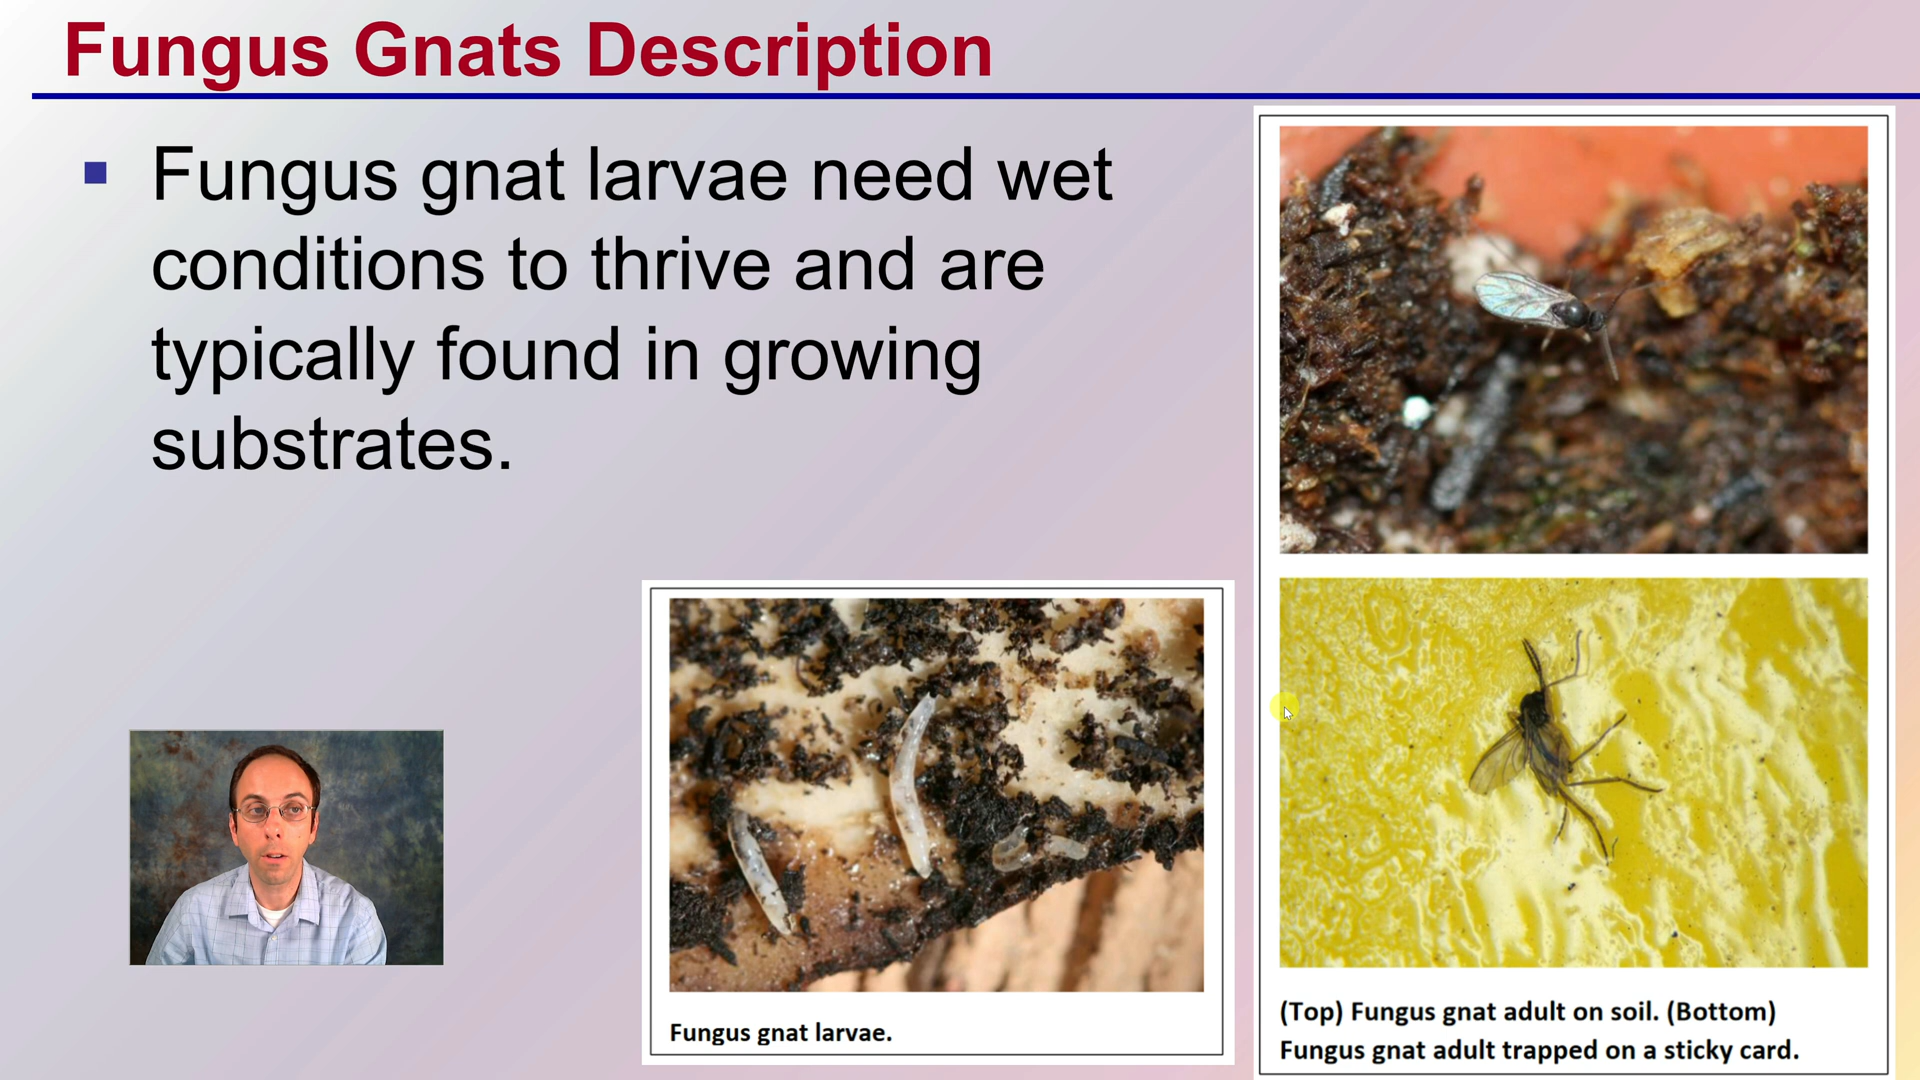 Fungus Gnats Description
Fungus gnat larvae need wet
conditions to thrive and are
typically found in growing
substrates.
Fungus gnat larvae.
(Top) Fungus gnat adult on soil. (Bottom)
Fungus gnat adult trapped on a sticky card.